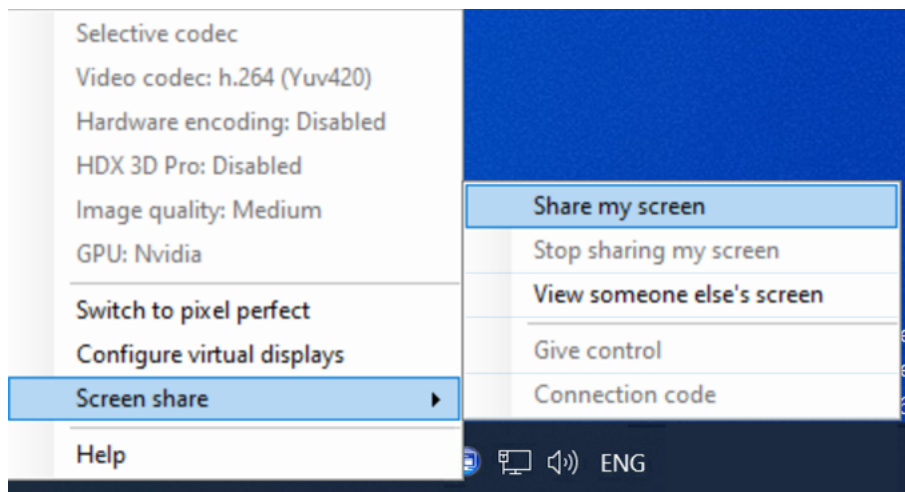 Selective codec
Video codec: h.264 (Yuv420)
Hardware encoding: Disabled
HDX 3D Pro: Disabled
Image quality: Medium
GPU: Nvidia
Switch to pixel perfect
Configure virtual displays
Screen share
Help
Share my screen
Stop sharing my screen
View someone else's screen
Give control
Connection code
ENG